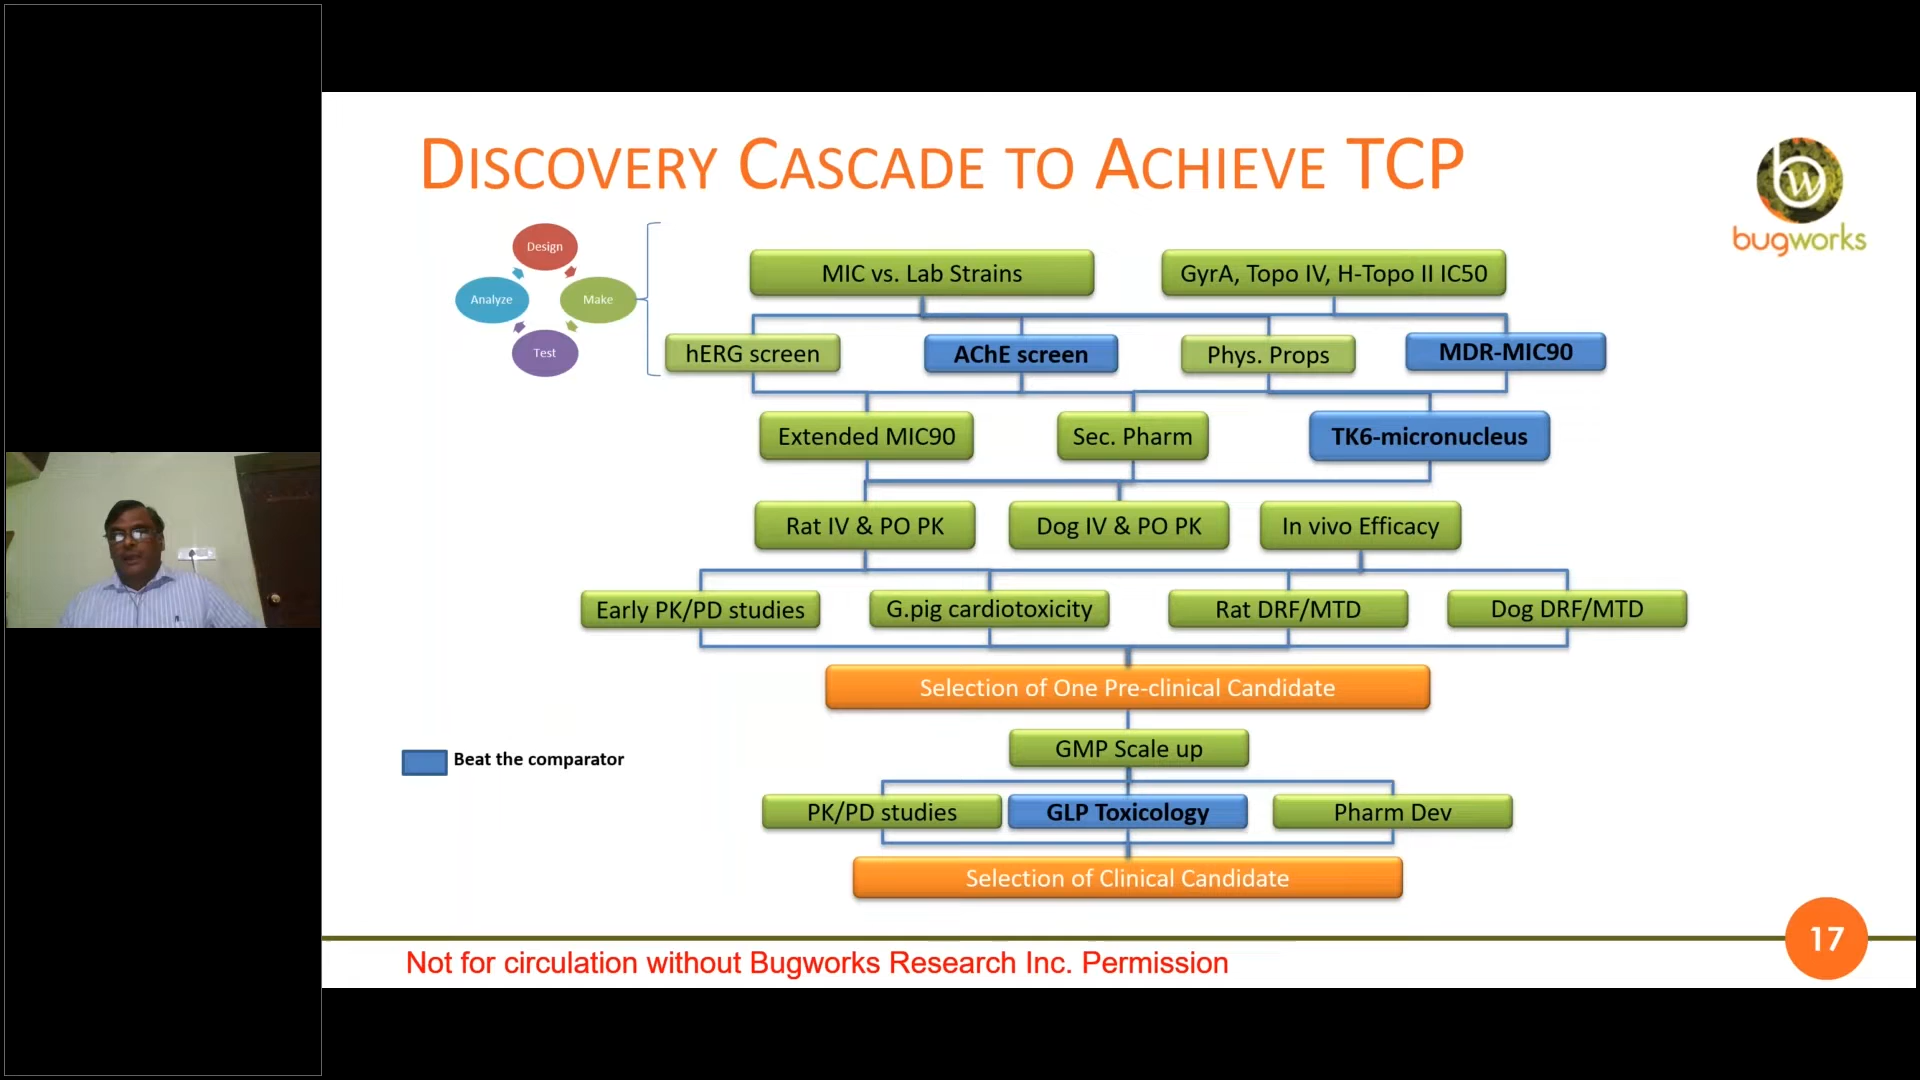 DISCOVERY CASCADE TO ACHIEVE TCP
bw
bugworks
Design
Analyze
Make
Test
MIC vs. Lab Strains
GyrA, Topo IV, H-Topo II IC50
hERG screen
AChE screen
Phys. Props
MDR-MIC90
Extended MIC90
Sec. Pharm
TK6-micronucleus
Rat IV & PO PK
Dog IV & PO PK
In vivo Efficacy
Early PK/PD studies
G.pig cardiotoxicity
Rat DRF/MTD
Dog DRF/MTD
Selection of One Pre-clinical Candidate
GMP Scale up
Beat the comparator
PK/PD studies
GLP Toxicology
Pharm Dev
Selection of Clinical Candidate
17
Not for circulation without Bugworks Research Inc. Permission